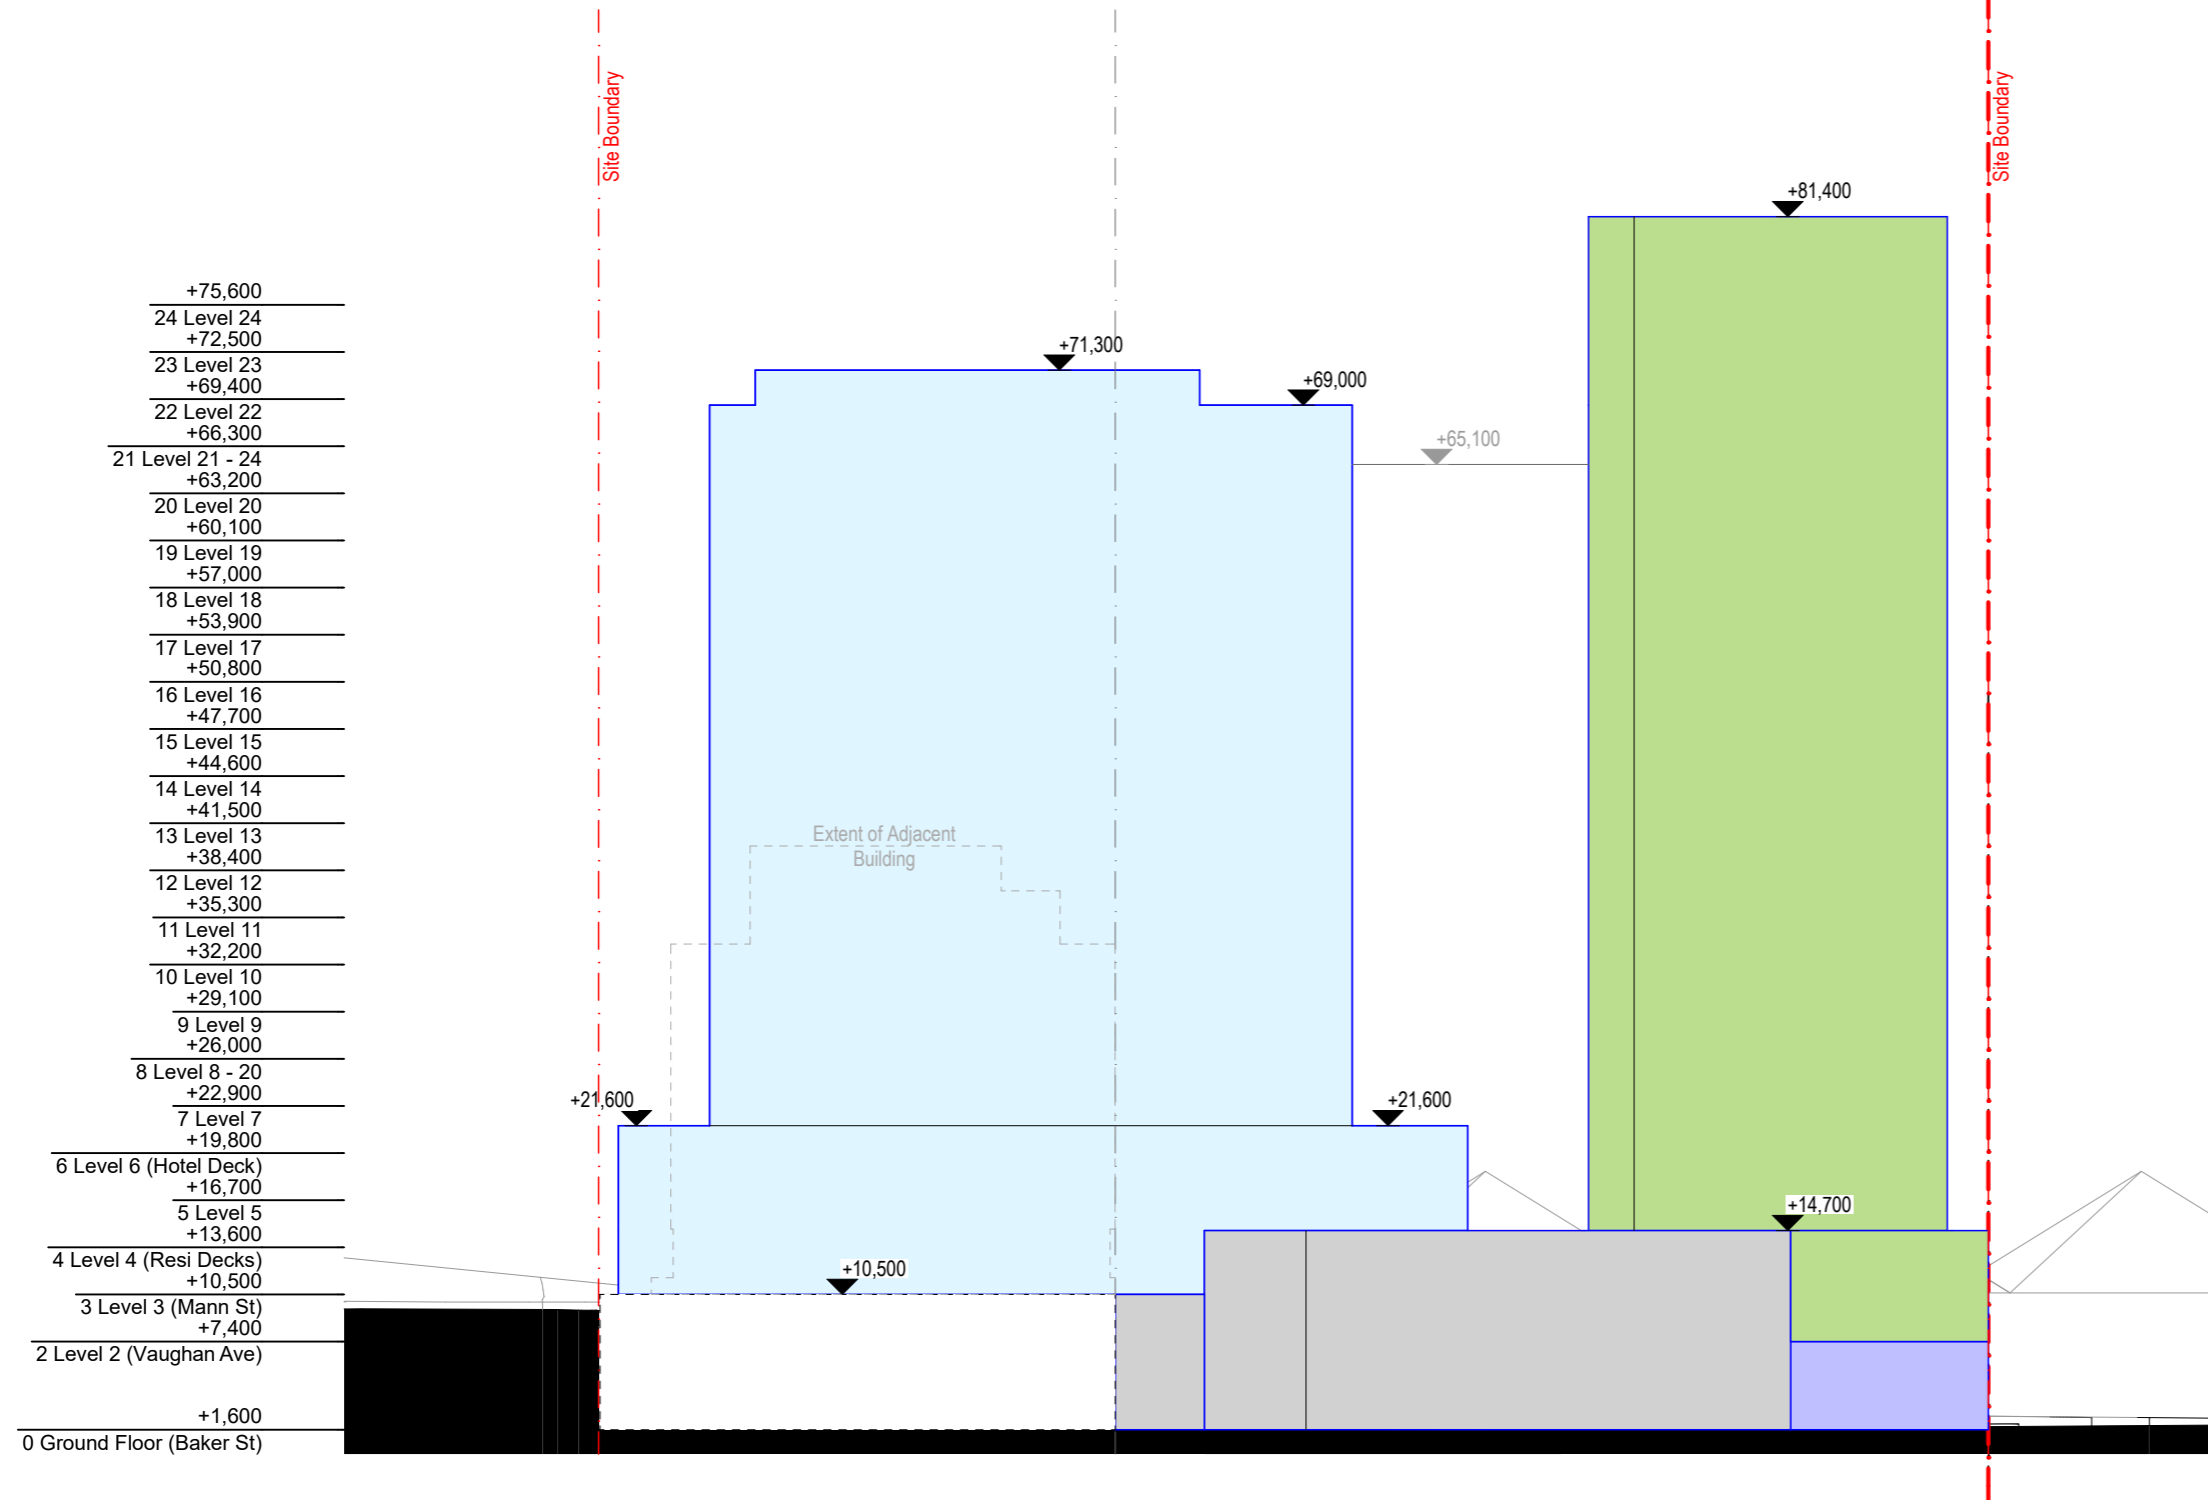 Site Boundary
Site Boundary
+81,400
+75,600
24 Level 24
+72,500
23 Level 23
+69,400
22 Level 22
+66,300
21 Level 21 - 24
+63,200
20 Level 20
+60,100
19 Level 19
+57,000
18 Level 18
+53,900
17 Level 17
+50,800
16 Level 16
+47,700
15 Level 15
+44,600
14 Level 14
+41,500
13 Level 13
+38,400
12 Level 12
+35,300
11 Level 11
+32,200
10 Level 10
+29,100
9 Level 9
+26,000
8 Level 8 - 20
+22,900
7 Level 7
+19,800
6 Level 6 (Hotel Deck)
+16,700
5 Level 5
+13,600
4 Level 4 (Resi Decks)
+10,500
3 Level 3 (Mann St)
+7,400
2 Level 2 (Vaughan Ave)
+1,600
0 Ground Floor (Baker St)
+71,300
+69,000
+65,100
Extent of Adjacent
Building
+21,600
+21,600
+14,700
+10,500